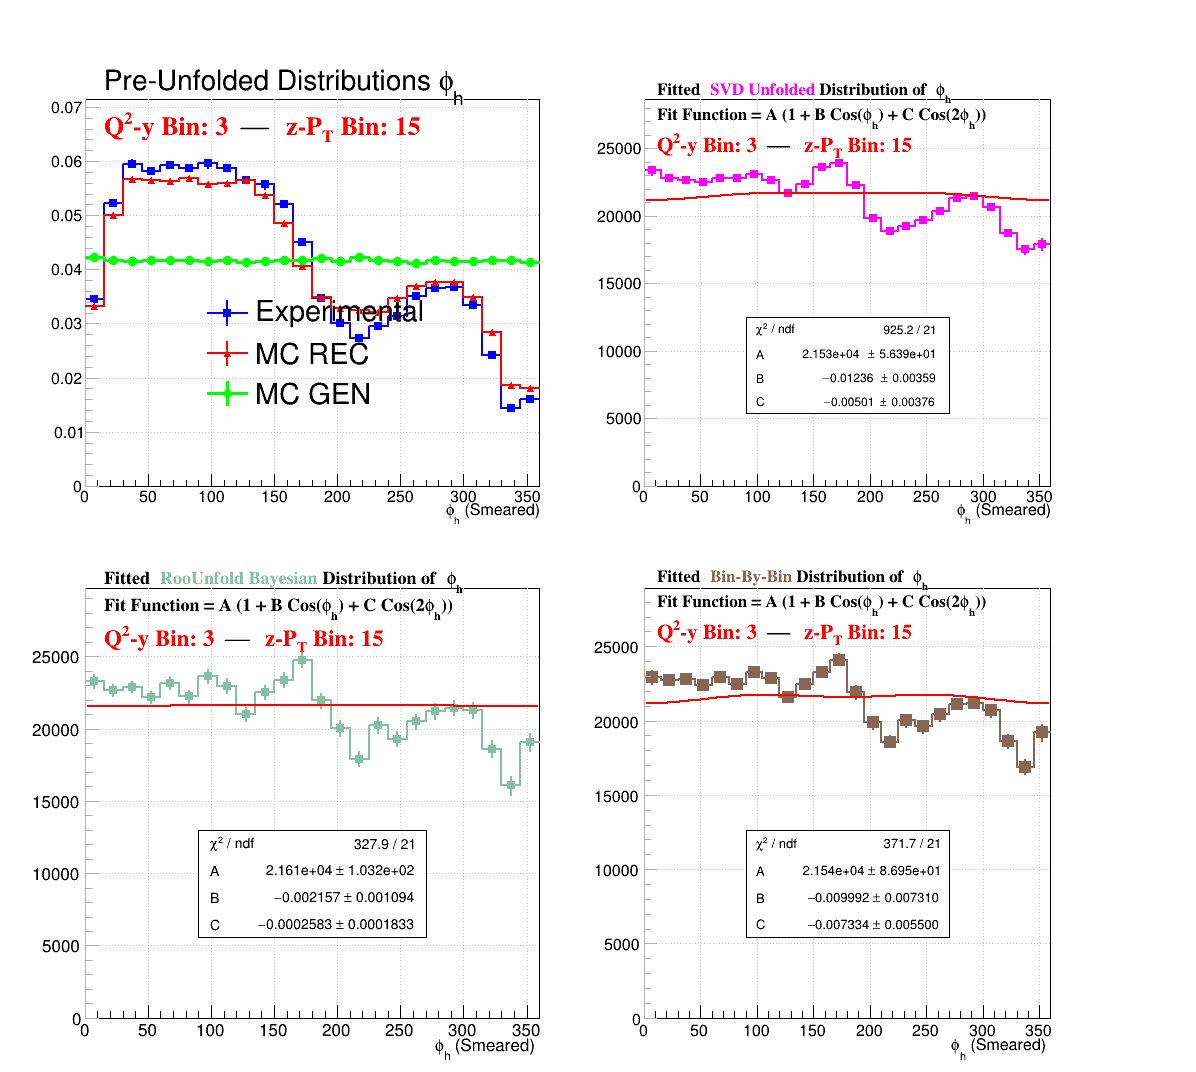 Pre-Unfolded Distributions ϕh
Q²-y Bin: 3 — z-PT Bin: 15
0.07
0.06
0.05
0.04
0.03
0.02
0.01
0
Experimental
MC REC
MC GEN
0 50 100 150 200 250 300 350
ϕh (Smeared)
Fitted SVD Unfolded Distribution of ϕh
Fit Function = A (1 + B Cos(ϕh) + C Cos(2ϕh))
Q²-y Bin: 3 — z-PT Bin: 15
25000
20000
15000
10000
5000
0
χ² / ndf 925.2 / 21
A 2.153e+04 ± 5.639e+01
B −0.01236 ± 0.00359
C −0.00501 ± 0.00376
0 50 100 150 200 250 300 350
ϕh (Smeared)
Fitted RooUnfold Bayesian Distribution of ϕh
Fit Function = A (1 + B Cos(ϕh) + C Cos(2ϕh))
Q²-y Bin: 3 — z-PT Bin: 15
25000
20000
15000
10000
5000
0
χ² / ndf 327.9 / 21
A 2.161e+04 ± 1.032e+02
B −0.002157 ± 0.001094
C −0.0002583 ± 0.0001833
0 50 100 150 200 250 300 350
ϕh (Smeared)
Fitted Bin-By-Bin Distribution of ϕh
Fit Function = A (1 + B Cos(ϕh) + C Cos(2ϕh))
Q²-y Bin: 3 — z-PT Bin: 15
25000
20000
15000
10000
5000
0
χ² / ndf 371.7 / 21
A 2.154e+04 ± 8.695e+01
B −0.009992 ± 0.007310
C −0.007334 ± 0.005500
0 50 100 150 200 250 300 350
ϕh (Smeared)